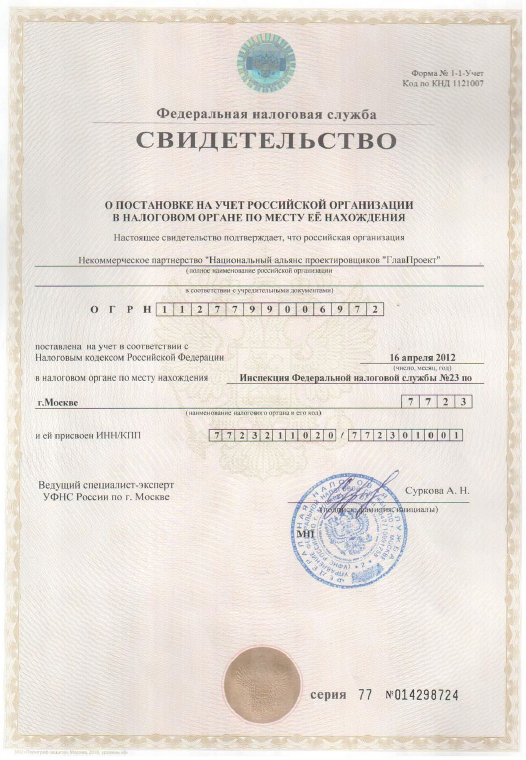 Форма № 1-1-Учет
Код по КНД 1121007
Федеральная налоговая служба
СВИДЕТЕЛЬСТВО
О ПОСТАНОВКЕ НА УЧЕТ РОССИЙСКОЙ ОРГАНИЗАЦИИ
В НАЛОГОВОМ ОРГАНЕ ПО МЕСТУ ЕЁ НАХОЖДЕНИЯ
Настоящее свидетельство подтверждает, что российская организация
Некоммерческое партнерство "Национальный альянс проектировщиков "ГлавПроект"
(полное наименование российской организации
в соответствии с учредительными документами)
О Г Р Н 1 1 2 7 7 9 9 0 0 6 9 7 2
поставлена на учет в соответствии с
Налоговым кодексом Российской Федерации 16 апреля 2012
(число, месяц, год)
в налоговом органе по месту нахождения Инспекция Федеральной налоговой службы №23 по
г.Москве 7 7 2 3
(наименование налогового органа и его код)
и ей присвоен ИНН/КПП 7 7 2 3 2 1 1 0 2 0 / 7 7 2 3 0 1 0 0 1
Ведущий специалист-эксперт
УФНС России по г. Москве Суркова А. Н.
(подпись, фамилия, инициалы)
МП
серия 77 №014298724